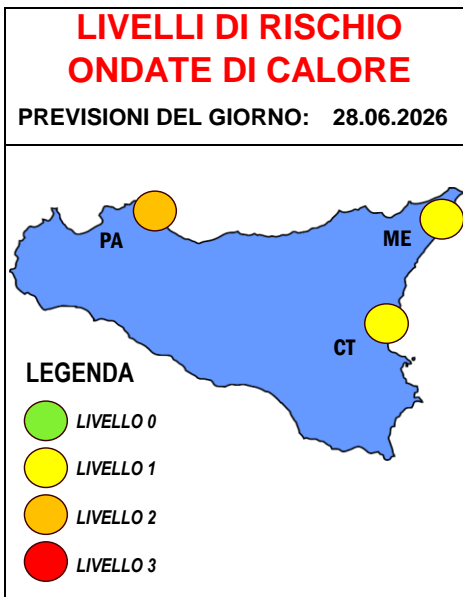 LIVELLI DI RISCHIO
ONDATE DI CALORE
PREVISIONI DEL GIORNO: 28.06.2026
PA
ME
CT
LEGENDA
LIVELLO 0
LIVELLO 1
LIVELLO 2
LIVELLO 3